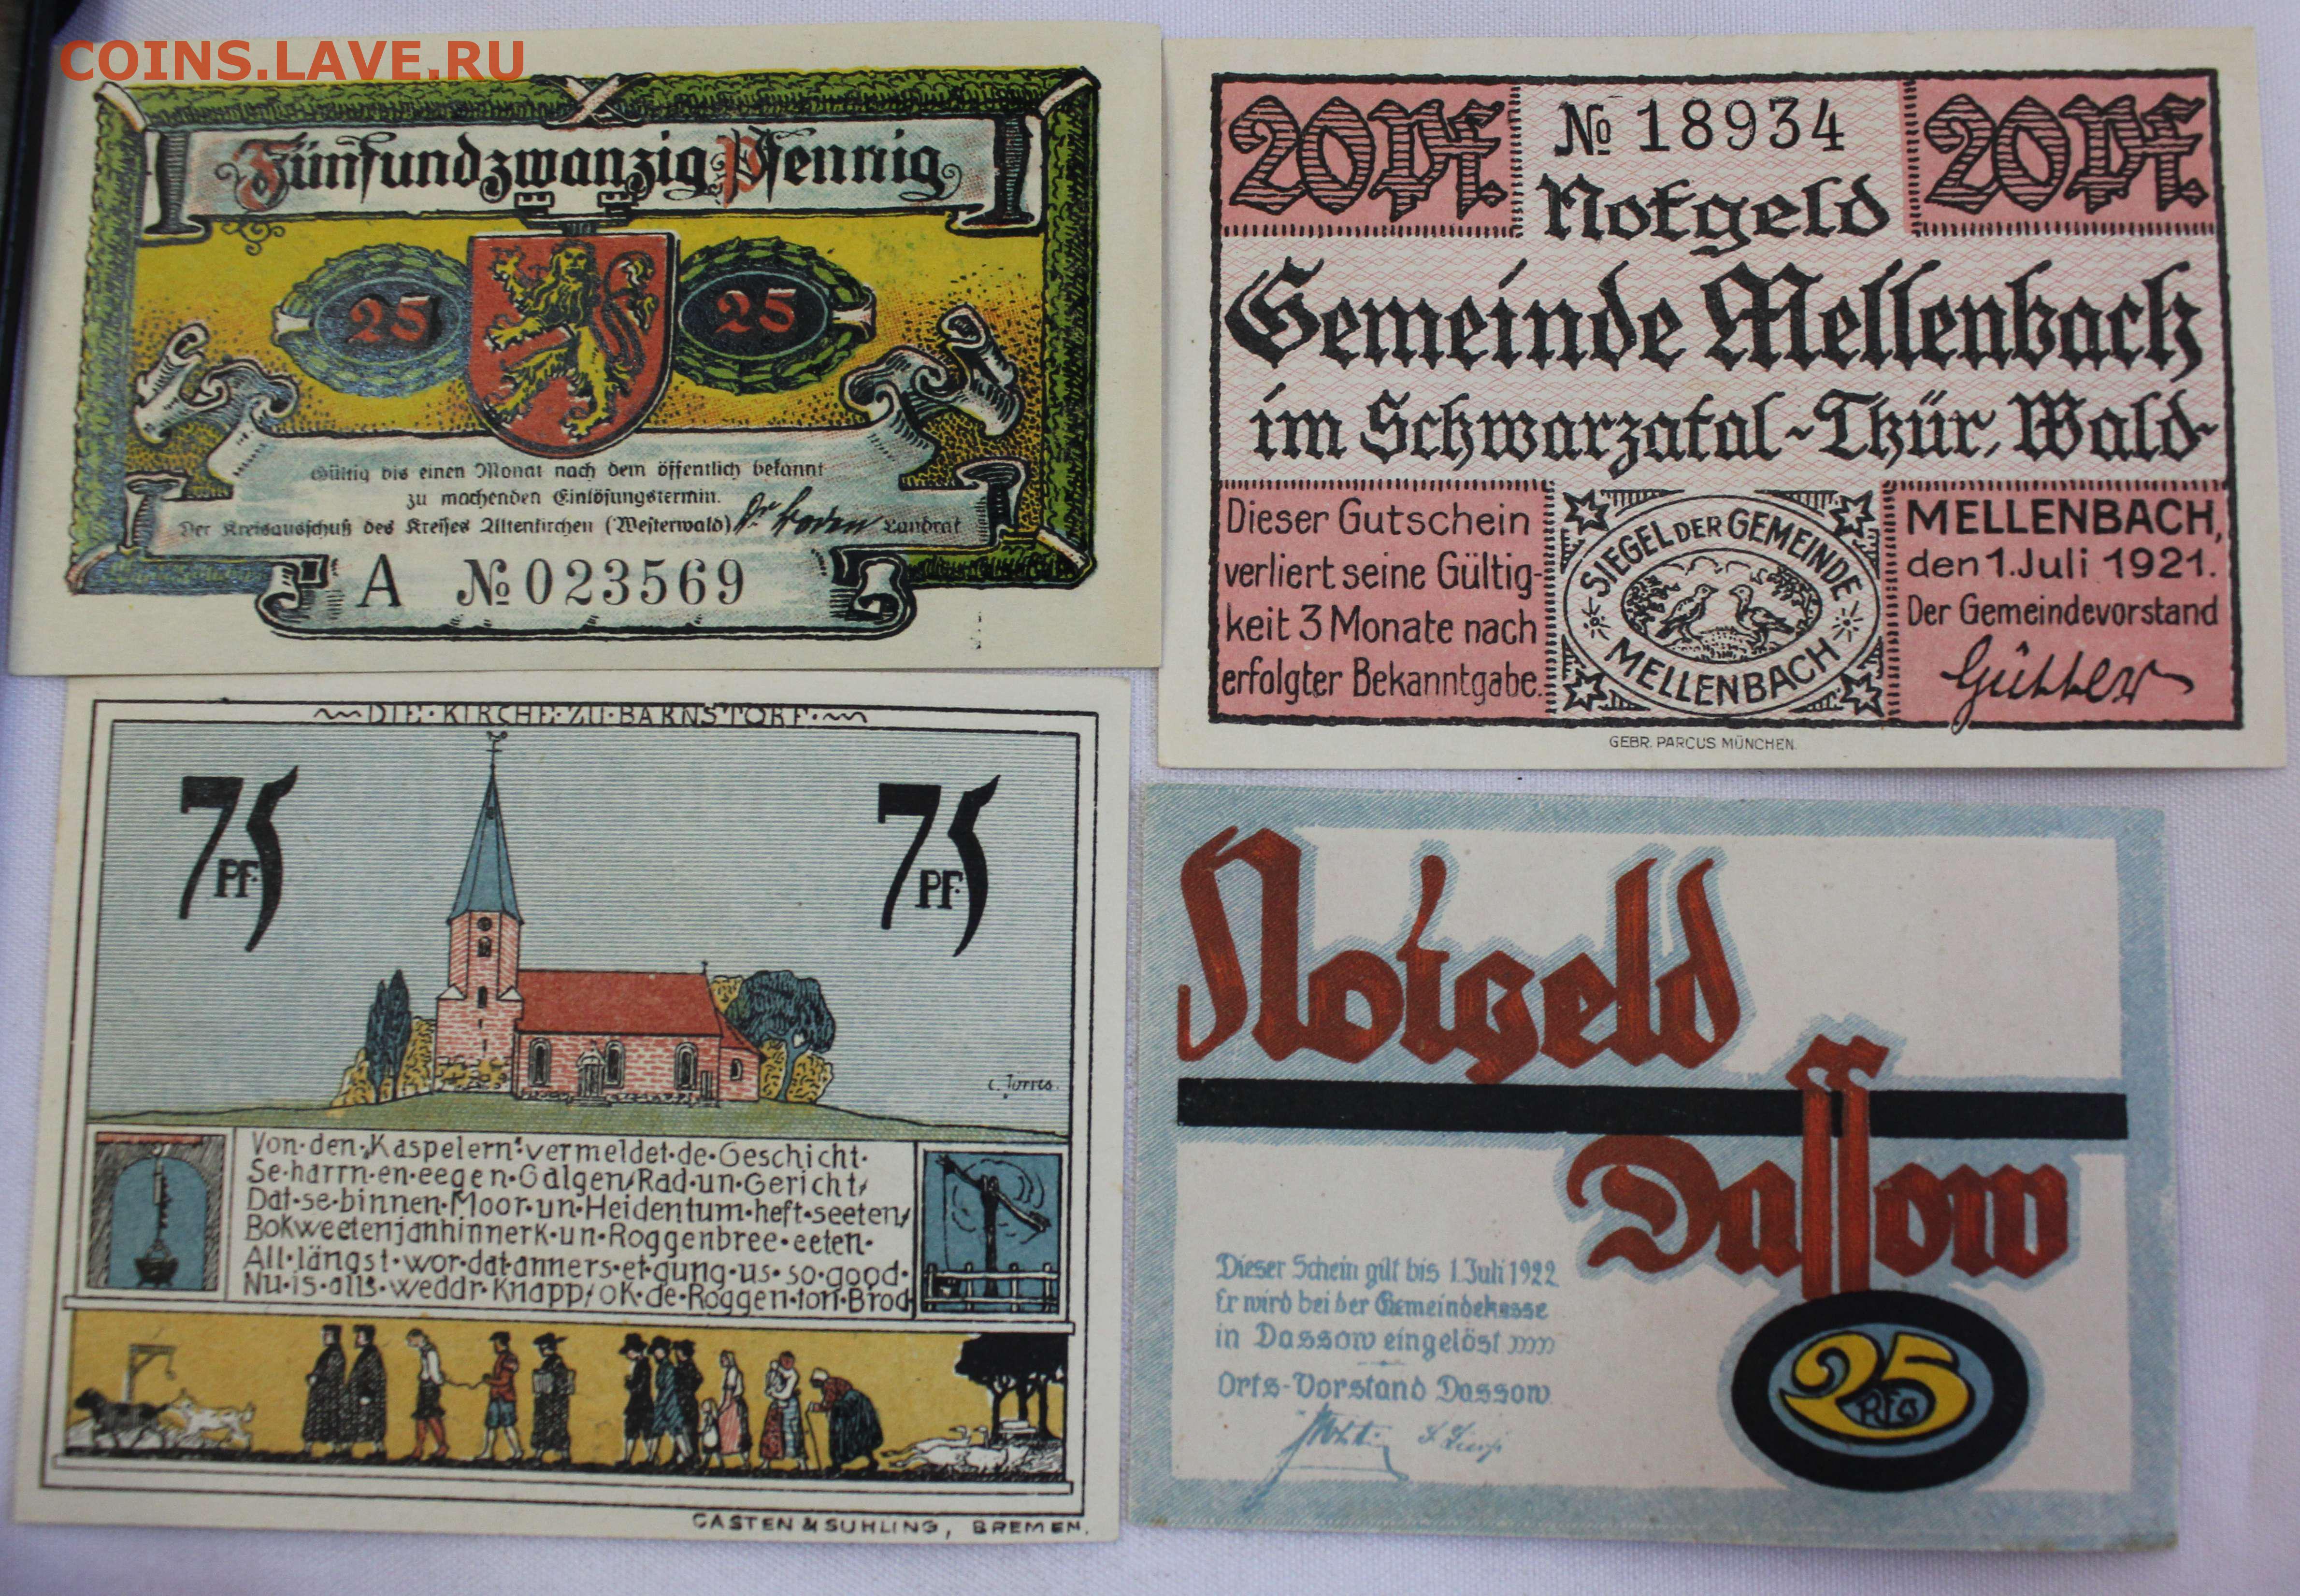 COINS.LAVE.RU
Fünfundzwanzig Pfennig
25 25
Gültig bis einen Monat nach dem öffentlich bekannt
zu machenden Einlösungstermin.
Der Kreisausschuß des Kreises Altenkirchen (Westerwald) Landrat
A № 023569
20 Pf. № 18934 20 Pf.
Notgeld
Gemeinde Mellenbach
im Schwarzatal-Thür. Wald-
Dieser Gutschein
verliert seine Gültig-
keit 3 Monate nach
erfolgter Bekanntgabe.
SIEGEL DER GEMEINDE
MELLENBACH
MELLENBACH,
den 1. Juli 1921.
Der Gemeindevorstand
GEBR. PARCUS MÜNCHEN.
DIE·KIRCHE·ZU·BARNSTORF·
75 PF. 75 PF.
Von·den·„Kaspelern“·vermeldet·de·Geschicht·
Se·harrn·en·eegen·Galgen/Rad·un·Gericht/
Dat·se·binnen·Moor·un·Heidentum·heft·seeten/
Bokweetenjanhinnerk·un·Roggenbree·eeten·
All·längst·wor·dat·anners·et·gung·us·so·good·
Nu·is·alls·weddr·Knapp/ok·de·Roggen·ton·Brod
CASTEN & SUHLING, BREMEN.
Notgeld
Dassow
Dieser Schein gilt bis 1. Juli 1922
Er wird bei der Gemeindekasse
in Dassow eingelöst
Orts-Vorstand Dassow
25
Pfg